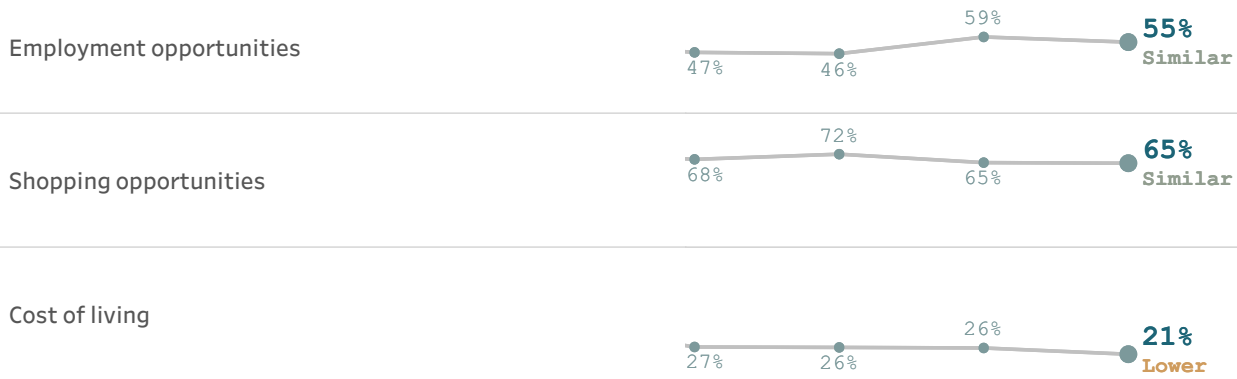 59%
55%
Employment opportunities
Similar
47%
46%
72%
65%
Shopping opportunities
Similar
68%
65%
Cost of living
26%
21%
27%
26%
Lower